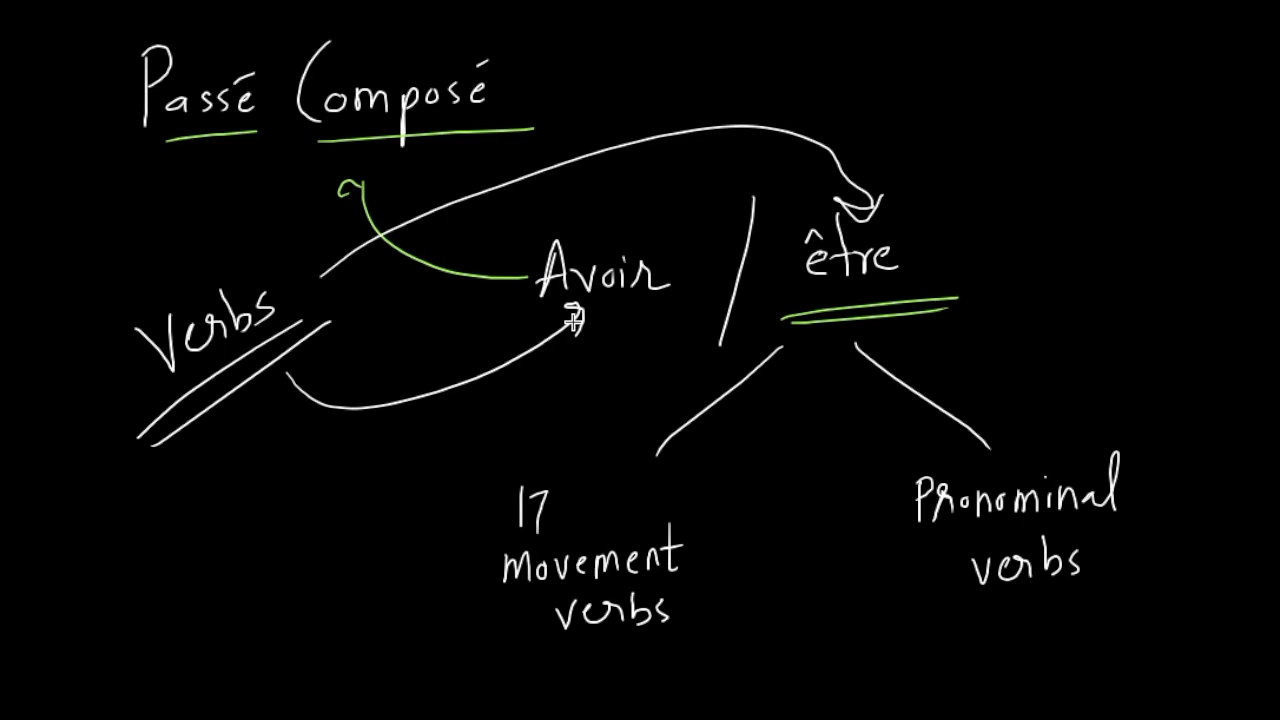 Passé Composé
Verbs
Avoir
être
17
movement
verbs
Pronominal
verbs